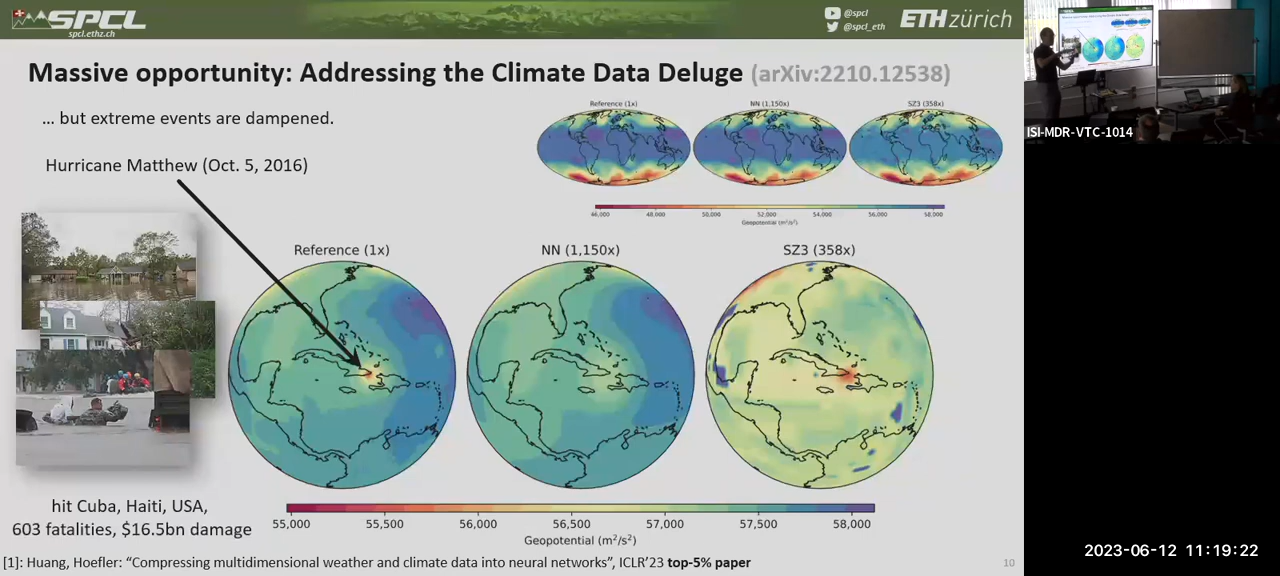 SPCL
spcl.ethz.ch
@spcl
@spcl_eth
ETH zürich
Massive opportunity: Addressing the Climate Data Deluge (arXiv:2210.12538)
... but extreme events are dampened.
Hurricane Matthew (Oct. 5, 2016)
Reference (1x) NN (1,150x) SZ3 (358x)
46,000 48,000 50,000 52,000 54,000 56,000 58,000
Geopotential (m²/s²)
Reference (1x) NN (1,150x) SZ3 (358x)
hit Cuba, Haiti, USA,
603 fatalities, $16.5bn damage
55,000 55,500 56,000 56,500 57,000 57,500 58,000
Geopotential (m²/s²)
[1]: Huang, Hoefler: “Compressing multidimensional weather and climate data into neural networks”, ICLR’23 top-5% paper
10
ISI-MDR-VTC-1014
2023-06-12 11:19:22